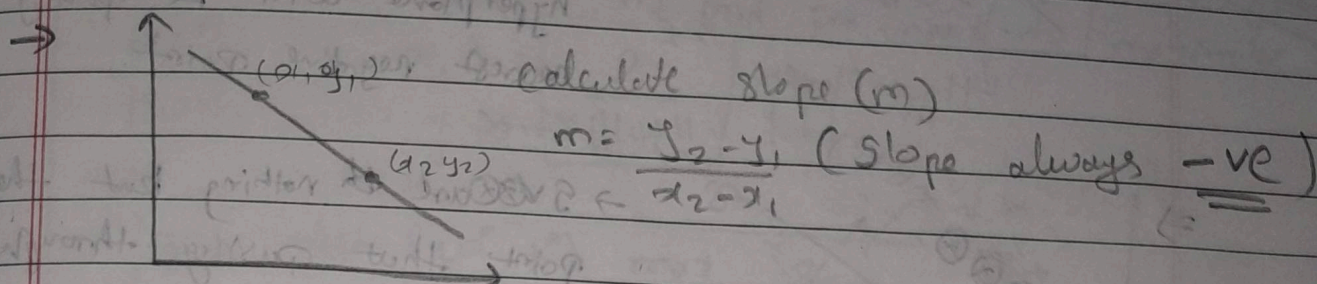 →
(x1, y1) Calculate slope (m)
m = y2 - y1 / x2 - x1 (Slope always -ve)
(x2 y2)